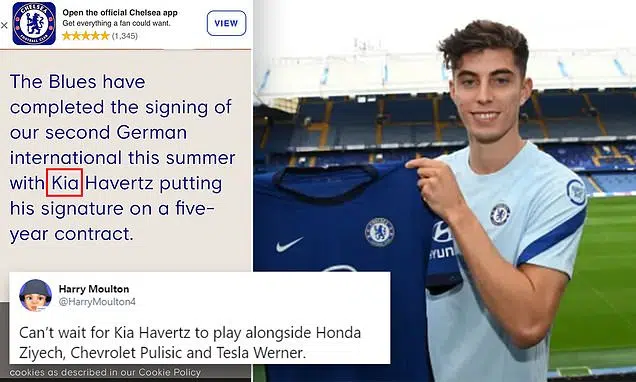 Open the official Chelsea app
Get everything a fan could want.
(1,345)
VIEW
The Blues have
completed the signing of
our second German
international this summer
with Kia Havertz putting
his signature on a five-
year contract.
Harry Moulton
@HarryMoulton4
Can't wait for Kia Havertz to play alongside Honda
Ziyech, Chevrolet Pulisic and Tesla Werner.
cookies as described in our Cookie Policy